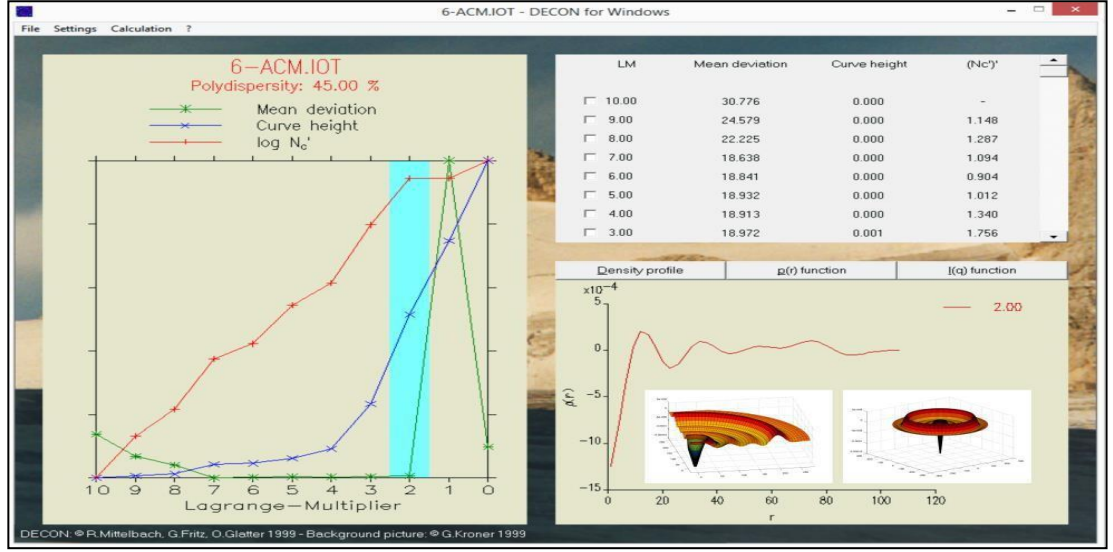 6-ACM.IOT - DECON for Windows
File Settings Calculation ?
6-ACM.IOT
Polydispersity: 45.00 %
Mean deviation
Curve height
log Nc'
10 9 8 7 6 5 4 3 2 1 0
Lagrange-Multiplier
LM Mean deviation Curve height (Nc')'
10.00 30.776 0.000 -
9.00 24.579 0.000 1.148
8.00 22.225 0.000 1.287
7.00 18.638 0.000 1.094
6.00 18.841 0.000 0.904
5.00 18.932 0.000 1.012
4.00 18.913 0.000 1.340
3.00 18.972 0.001 1.756
Density profile p(r) function I(q) function
x10-4
5
2.00
0
-5
ρ(r)
-10
-15
0 20 40 60 80 100 120
r
DECON: © R.Mittelbach, G.Fritz, O.Glatter 1999 - Background picture: © G.Kroner 1999